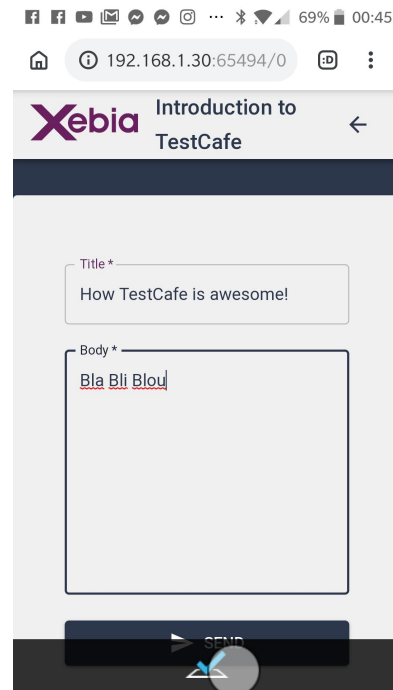 69% 00:45
192.168.1.30:65494/0 :D
Xebia Introduction to
TestCafe
Title *
How TestCafe is awesome!
Body *
Bla Bli Blou
SEND